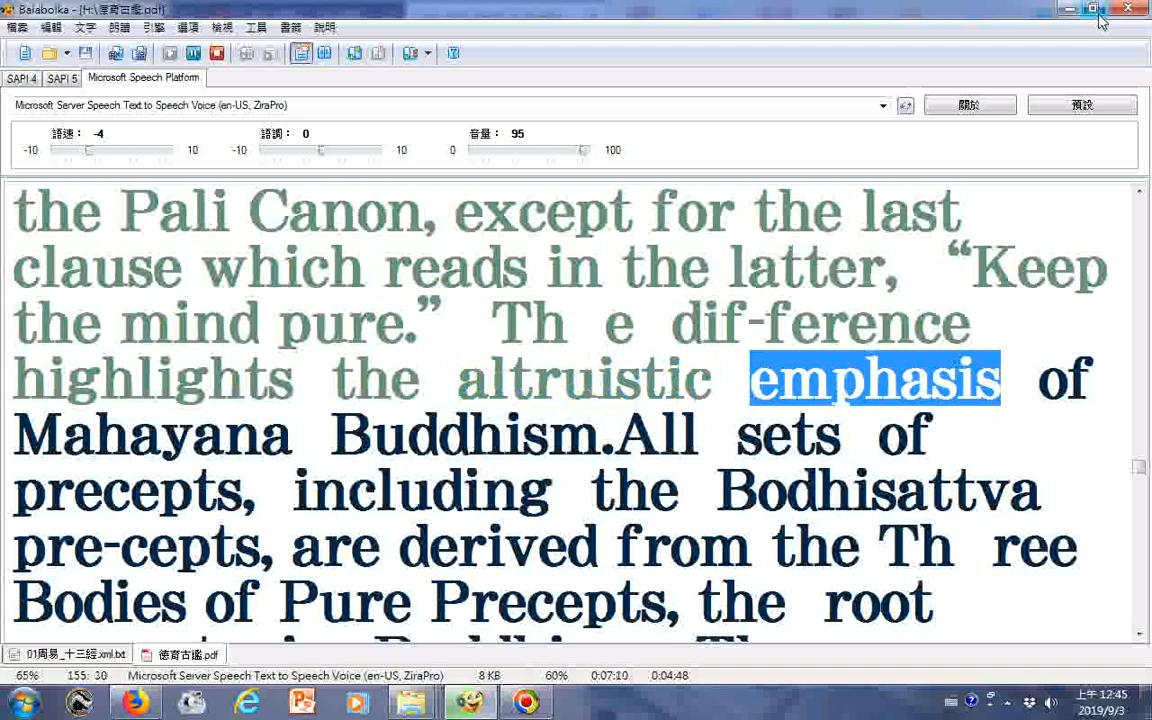 Balabolka - [H:\德育古鑑.pdf]
檔案 編輯 文字 朗讀 引擎 選項 檢視 工具 書籤 說明
SAPI 4 SAPI 5 Microsoft Speech Platform
Microsoft Server Speech Text to Speech Voice (en-US, ZiraPro) 關於 預設
語速： -4 語調： 0 音量： 95
-10 10 -10 10 0 100
the Pali Canon, except for the last
clause which reads in the latter, “Keep
the mind pure.” Th e dif-ference
highlights the altruistic emphasis of
Mahayana Buddhism.All sets of
precepts, including the Bodhisattva
pre-cepts, are derived from the Th ree
Bodies of Pure Precepts, the root
01周易_十三經.xml.txt 德育古鑑.pdf
65% 155: 30 Microsoft Server Speech Text to Speech Voice (en-US, ZiraPro) 8 KB 60% 0:07:10 0:04:48
上午 12:45
2019/9/3